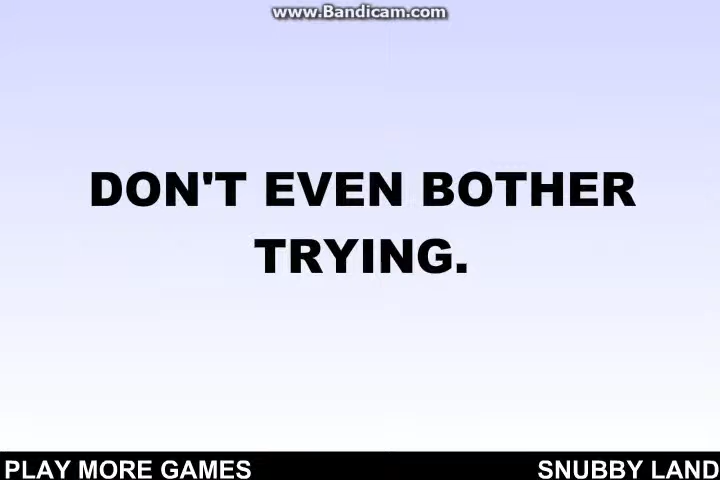 www.Bandicam.com
DON'T EVEN BOTHER
TRYING.
PLAY MORE GAMES
SNUBBY LAND